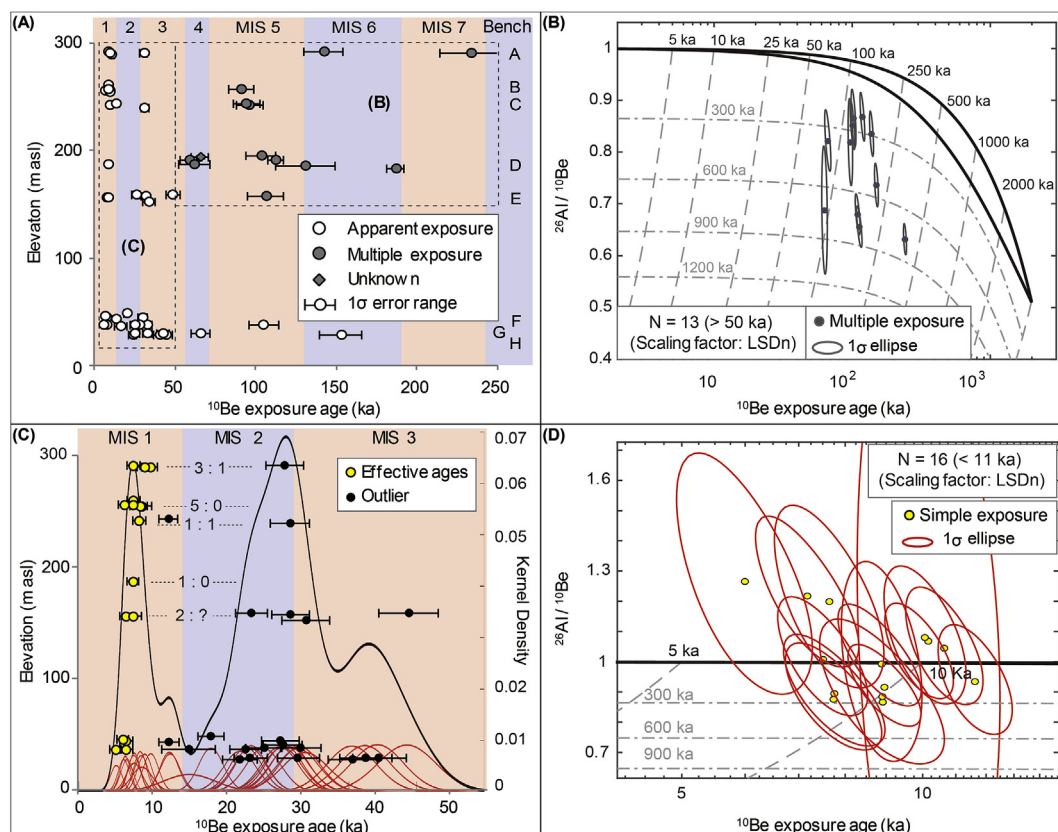 (A)
1 2 3 4 MIS 5 MIS 6 MIS 7 Bench
300
200
100
0
Elevaton (m asl)
A
B
C
D
E
F
G
H
(B)
(C)
Apparent exposure
Multiple exposure
Unknown
1σ error range
0 50 100 150 200 250
¹⁰Be exposure age (ka)
(B)
1
0.9
0.8
0.7
0.6
0.5
0.4
²⁶Al/ ¹⁰Be
5 ka 10 ka 25 ka 50 ka 100 ka
250 ka
500 ka
1000 ka
2000 ka
300 ka
600 ka
900 ka
1200 ka
N = 13 (> 50 ka)
(Scaling factor: LSDn)
Multiple exposure
1σ ellipse
10 10² 10³
¹⁰Be exposure age (ka)
(C)
MIS 1 MIS 2 MIS 3
300
200
100
0
Elevation (m asl)
3 : 1
5 : 0
1 : 1
1 : 0
2 : ?
Effective ages
Outlier
0.07
0.06
0.05
0.03
0.02
0.01
0
Kernel Density
0 10 20 30 40 50
¹⁰Be exposure age (ka)
(D)
1.6
1.3
1
0.7
²⁶Al/ ¹⁰Be
N = 16 (< 11 ka)
(Scaling factor: LSDn)
Simple exposure
1σ ellipse
5 ka
10 Ka
300 ka
600 ka
900 ka
5 10
¹⁰Be exposure age (ka)